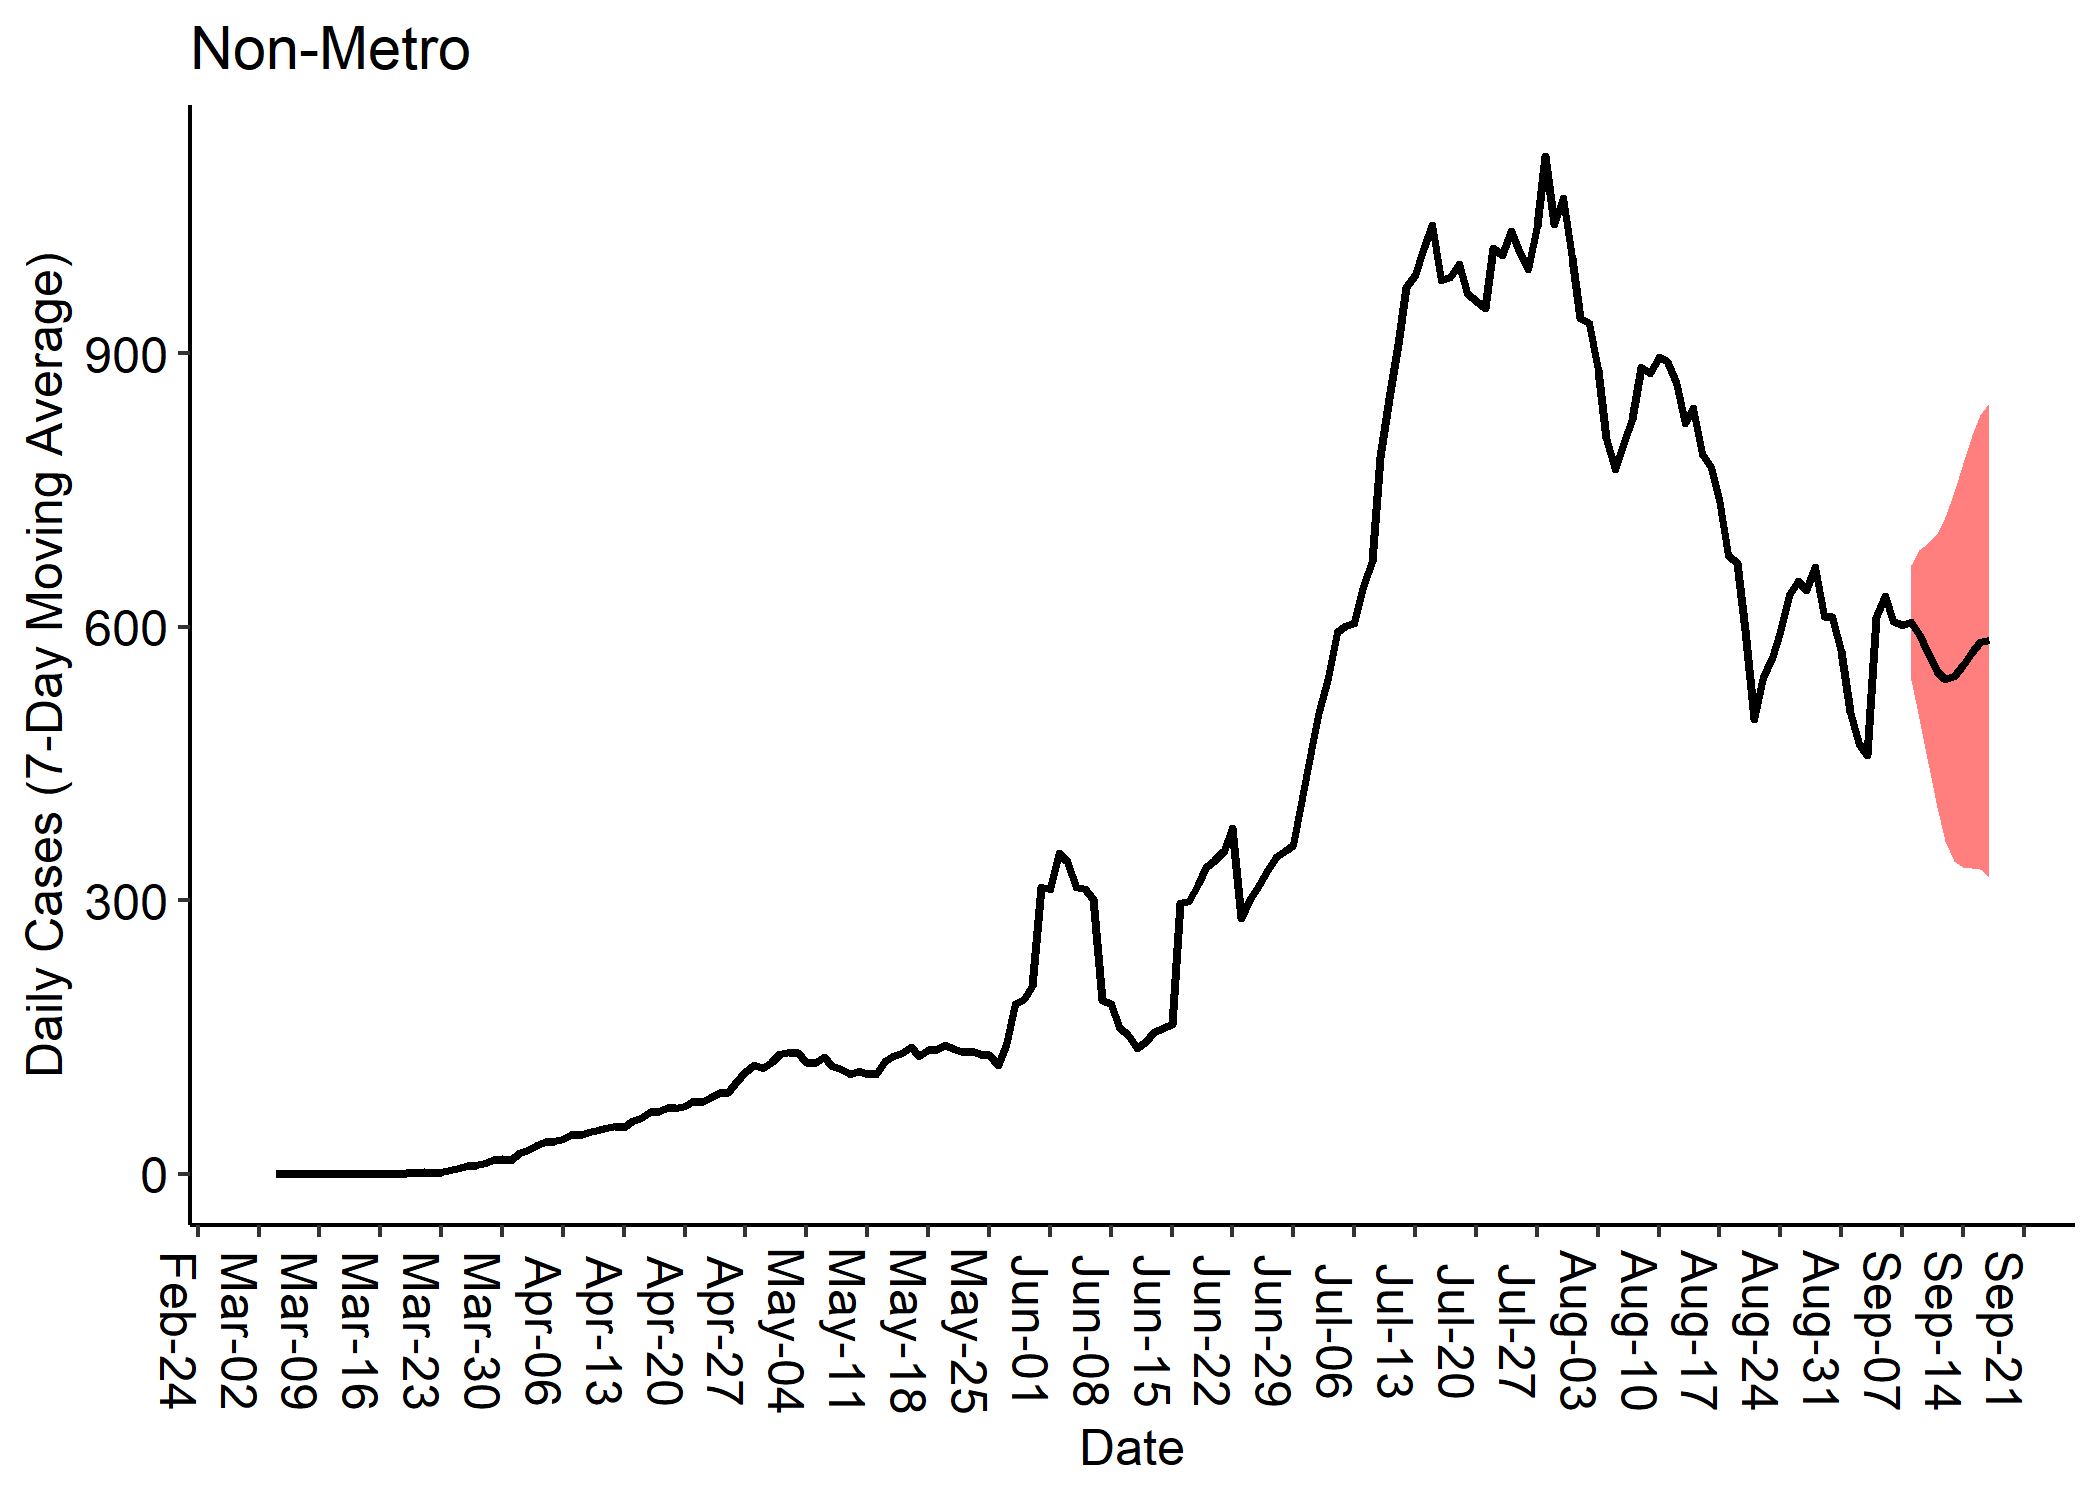 Non-Metro
Daily Cases (7-Day Moving Average)
900
600
300
0
Feb-24
Mar-02
Mar-09
Mar-16
Mar-23
Mar-30
Apr-06
Apr-13
Apr-20
Apr-27
May-04
May-11
May-18
May-25
Jun-01
Jun-08
Jun-15
Jun-22
Jun-29
Jul-06
Jul-13
Jul-20
Jul-27
Aug-03
Aug-10
Aug-17
Aug-24
Aug-31
Sep-07
Sep-14
Sep-21
Date